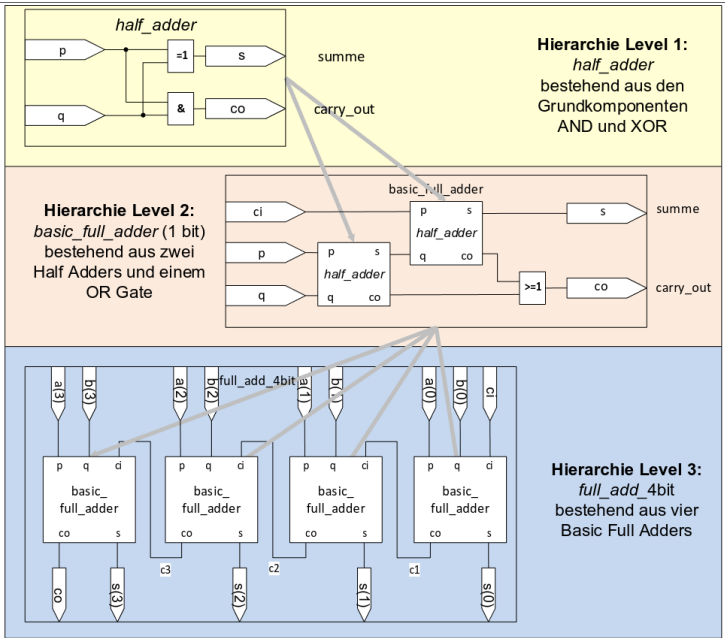 half_adder
p
=1
s
summe
q
&
co
carry_out
Hierarchie Level 1:
half_adder
bestehend aus den
Grundkomponenten
AND und XOR
Hierarchie Level 2:
basic_full_adder (1 bit)
bestehend aus zwei
Half Adders und einem
OR Gate
basic_full_adder
ci
p
q
p s
half_adder
q co
p s
half_adder
q co
>=1
s
summe
co
carry_out
full_add_4bit
a(3) b(3) a(2) b(2) a(1) b(1) a(0) b(0) ci
p q ci p q ci p q ci p q ci
basic_ basic_ basic_ basic_
full_adder full_adder full_adder full_adder
co s co s co s co s
c3 c2 c1
co s(3) s(2) s(1) s(0)
Hierarchie Level 3:
full_add_4bit
bestehend aus vier
Basic Full Adders